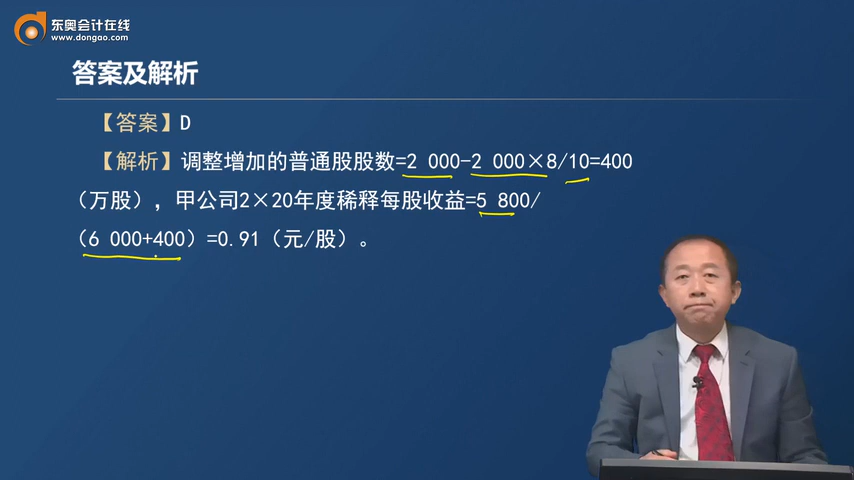 东奥会计在线
www.dongao.com
答案及解析
【答案】D
【解析】调整增加的普通股股数=2 000-2 000×8/10=400
（万股），甲公司2×20年度稀释每股收益=5 800/
（6 000+400）=0.91（元/股）。